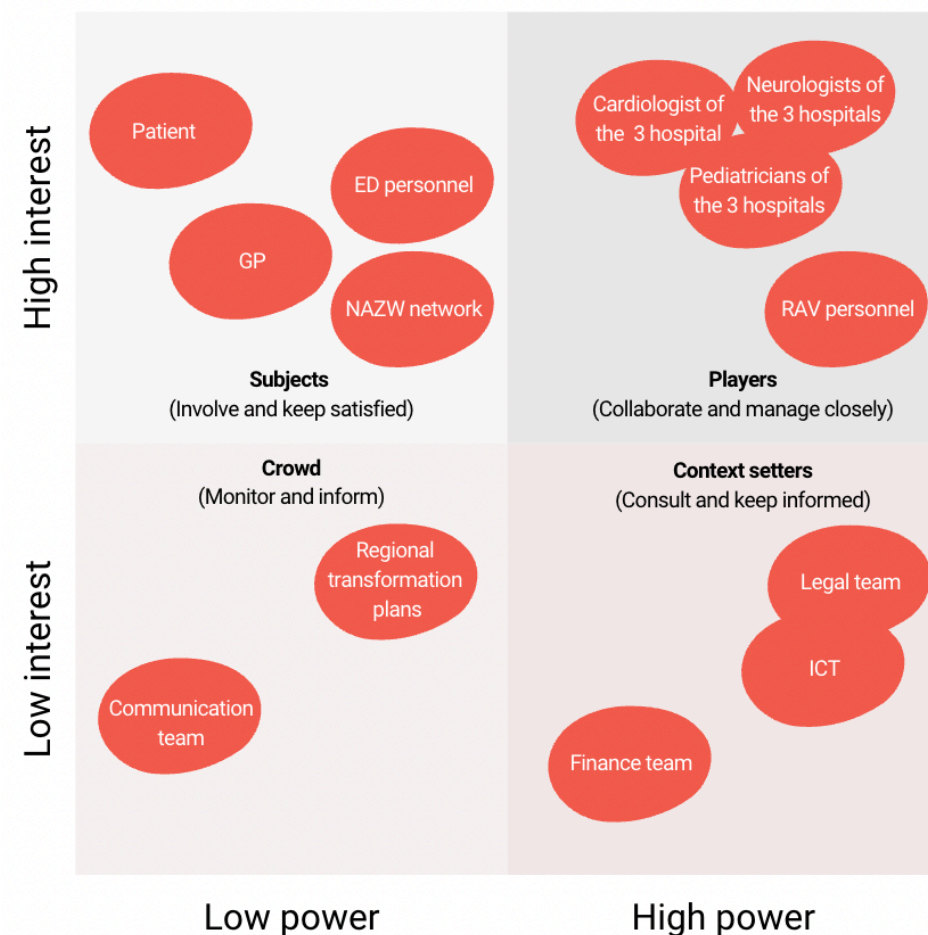 High interest
Patient
ED personnel
GP
NAZW network
Subjects
(Involve and keep satisfied)
Cardiologist of
the 3 hospital
Neurologists of
the 3 hospitals
Pediatricians of
the 3 hospitals
RAV personnel
Players
(Collaborate and manage closely)
Low interest
Crowd
(Monitor and inform)
Regional
transformation
plans
Communication
team
Context setters
(Consult and keep informed)
Legal team
ICT
Finance team
Low power
High power